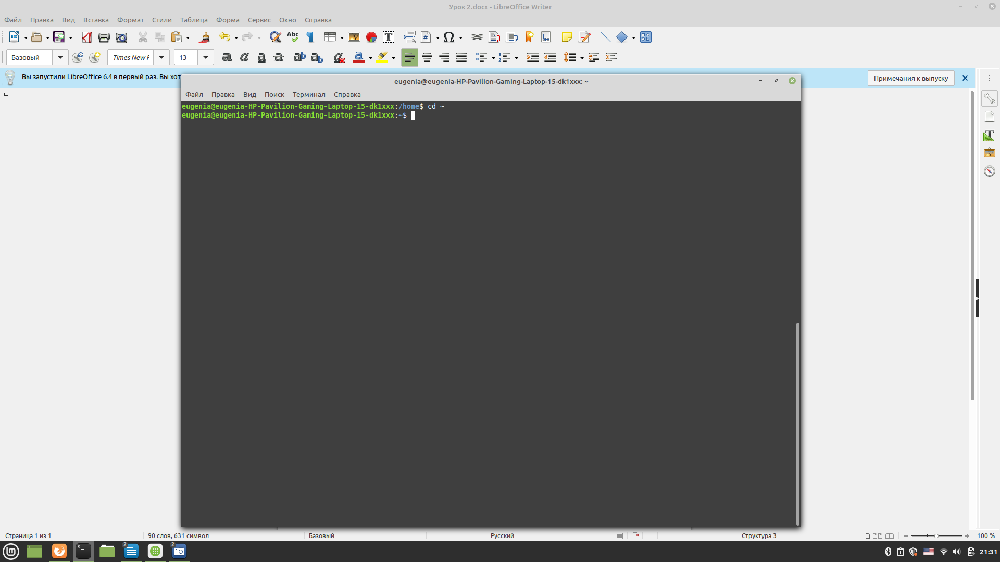 Урок 2.docx - LibreOffice Writer
Файл Правка Вид Вставка Формат Стили Таблица Форма Сервис Окно Справка
Базовый Times New 13
Вы запустили LibreOffice 6.4 в первый раз. Вы Примечания к выпуску
eugenia@eugenia-HP-Pavilion-Gaming-Laptop-15-dk1xxx: ~
Файл Правка Вид Поиск Терминал Справка
eugenia@eugenia-HP-Pavilion-Gaming-Laptop-15-dk1xxx:/home$ cd ~
eugenia@eugenia-HP-Pavilion-Gaming-Laptop-15-dk1xxx:~$
Страница 1 из 1 90 слов, 631 символ Базовый Русский Структура 3 100 %
2 2 21:31